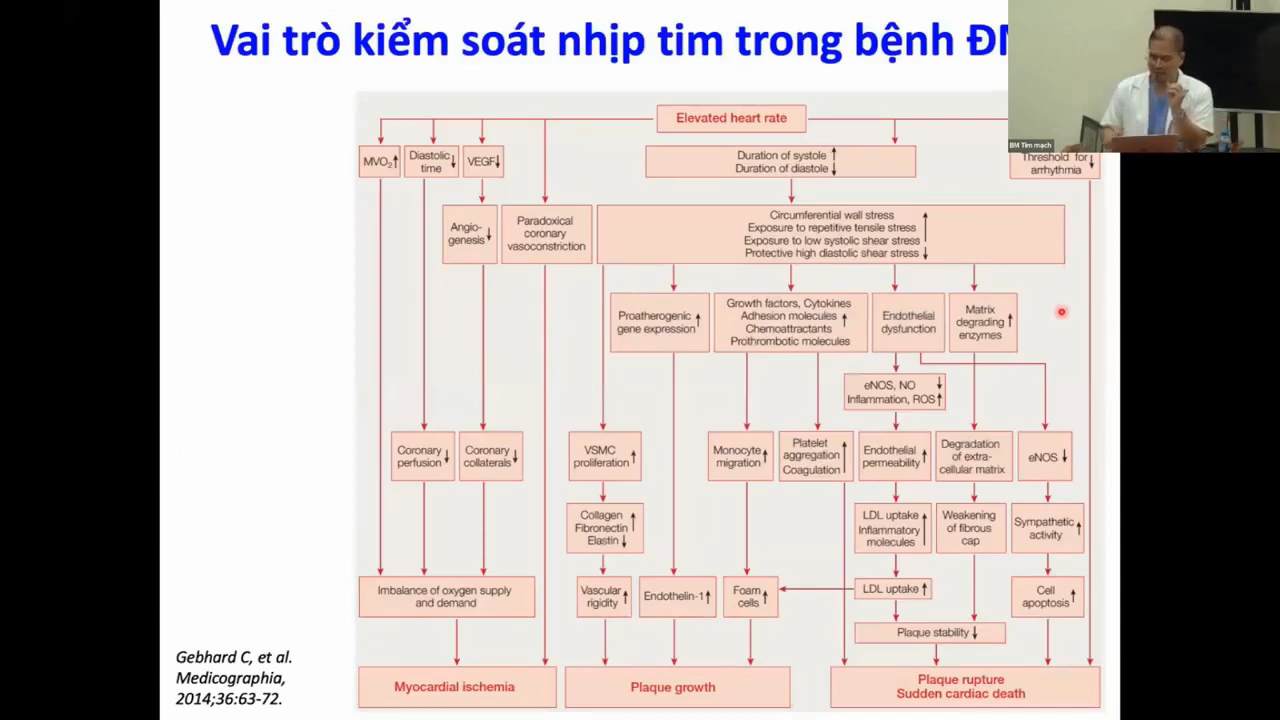 Vai trò kiểm soát nhịp tim trong bệnh
BM Tim mạch
Elevated heart rate
MVO₂↑
Diastolic
time ↓
VEGF↓
Duration of systole ↑
Duration of diastole ↓
Threshold for
arrhythmia ↓
Angio-
genesis ↓
Paradoxical
coronary
vasoconstriction
Circumferential wall stress
Exposure to repetitive tensile stress
Exposure to low systolic shear stress ↑
Protective high diastolic shear stress ↓
Proatherogenic
gene expression ↑
Growth factors, Cytokines
Adhesion molecules ↑
Chemoattractants
Prothrombotic molecules
Endothelial
dysfunction
Matrix
degrading ↑
enzymes
eNOS, NO ↓
Inflammation, ROS ↑
Coronary
perfusion ↓
Coronary
collaterals ↓
VSMC
proliferation ↑
Monocyte
migration ↑
Platelet
aggregation ↑
Coagulation
Endothelial
permeability ↑
Degradation
of extra-
cellular matrix
eNOS ↓
Collagen
Fibronectin ↑
Elastin ↓
LDL uptake
Inflammatory ↑
molecules
Weakening
of fibrous
cap
Sympathetic
activity ↑
Imbalance of oxygen supply
and demand
Vascular
rigidity ↑
Endothelin-1 ↑
Foam
cells ↑
LDL uptake ↑
Cell
apoptosis ↑
Plaque stability ↓
Myocardial ischemia
Plaque growth
Plaque rupture
Sudden cardiac death
Gebhard C, et al.
Medicographia,
2014;36:63-72.